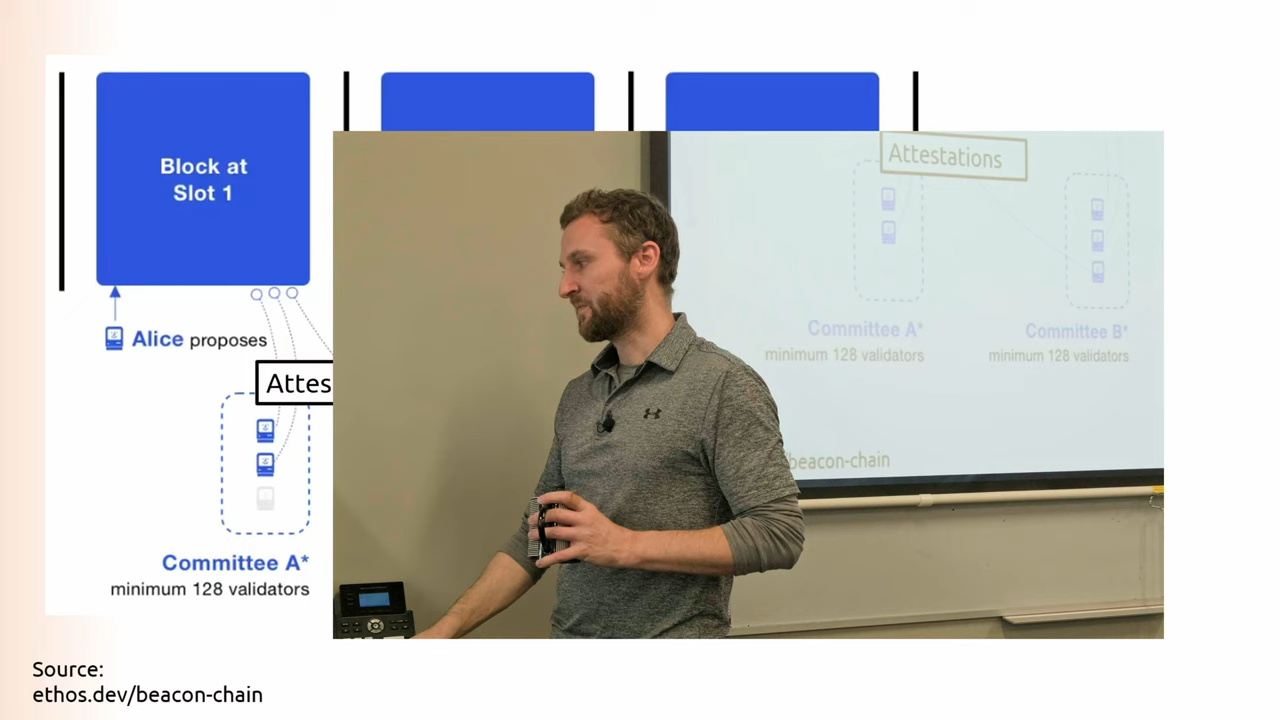 Block at
Slot 1
Alice proposes
Attes
Committee A*
minimum 128 validators
Source:
ethos.dev/beacon-chain
Attestations
Committee A*
minimum 128 validators
Committee B*
minimum 128 validators
/beacon-chain